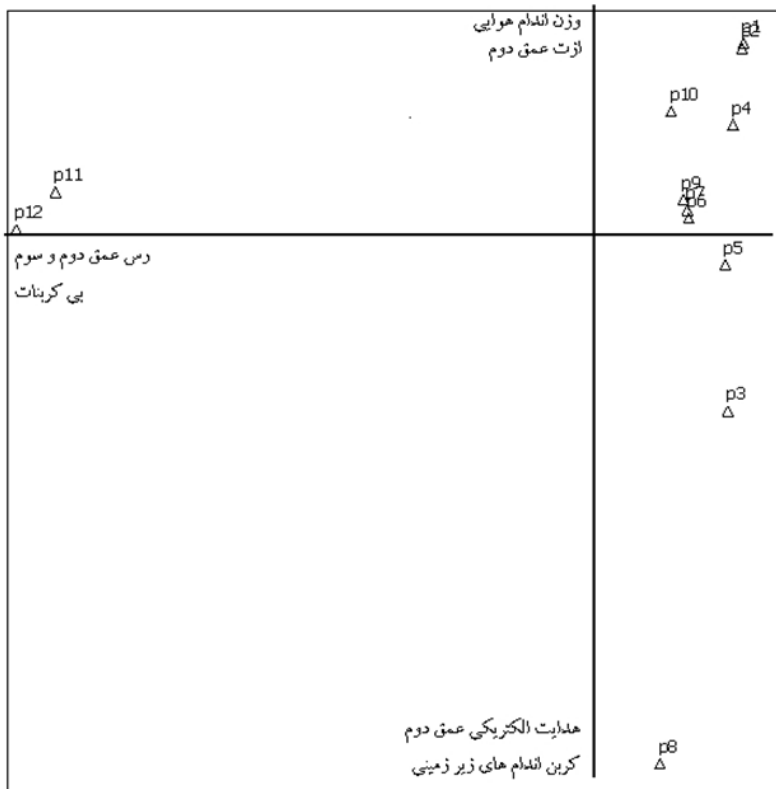 وزن اندام هوایی
ازت عمق دوم
p1
p2
p10
p4
p11
p9
p7
p6
p12
رس عمق دوم و سوم
بی کربنات
p5
p3
هدایت الکتریکی عمق دوم
کربن اندام های زیر زمینی
p8